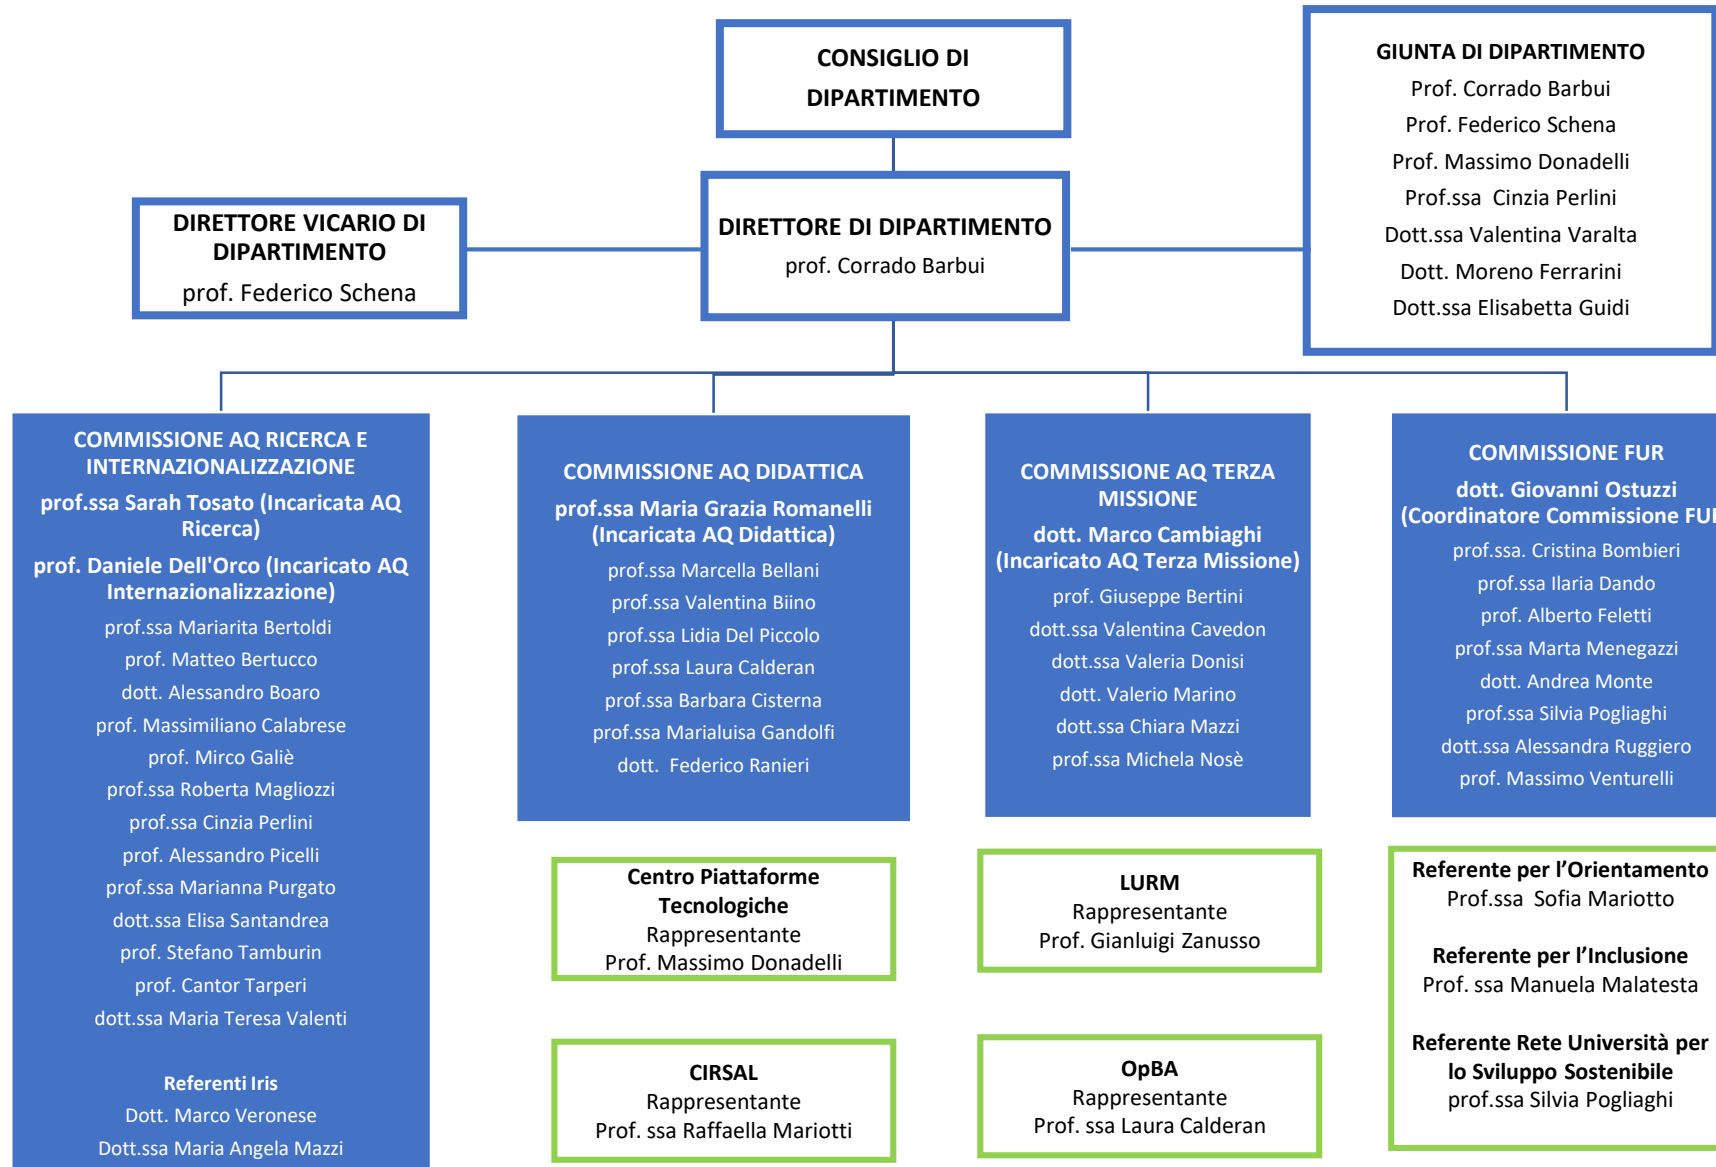 CONSIGLIO DI
DIPARTIMENTO
GIUNTA DI DIPARTIMENTO
Prof. Corrado Barbui
Prof. Federico Schena
Prof. Massimo Donadelli
Prof.ssa Cinzia Perlini
Dott.ssa Valentina Varalta
Dott. Moreno Ferrarini
Dott.ssa Elisabetta Guidi
DIRETTORE VICARIO DI
DIPARTIMENTO
prof. Federico Schena
DIRETTORE DI DIPARTIMENTO
prof. Corrado Barbui
COMMISSIONE AQ RICERCA E
INTERNAZIONALIZZAZIONE
prof.ssa Sarah Tosato (Incaricata AQ
Ricerca)
prof. Daniele Dell'Orco (Incaricato AQ
Internazionalizzazione)
prof.ssa Mariarita Bertoldi
prof. Matteo Bertucco
dott. Alessandro Boaro
prof. Massimiliano Calabrese
prof. Mirco Galiè
prof.ssa Roberta Magliozzi
prof.ssa Cinzia Perlini
prof. Alessandro Picelli
prof.ssa Marianna Purgato
dott.ssa Elisa Santandrea
prof. Stefano Tamburin
prof. Cantor Tarperi
dott.ssa Maria Teresa Valenti
Referenti Iris
Dott. Marco Veronese
Dott.ssa Maria Angela Mazzi
COMMISSIONE AQ DIDATTICA
prof.ssa Maria Grazia Romanelli
(Incaricata AQ Didattica)
prof.ssa Marcella Bellani
prof.ssa Valentina Biino
prof.ssa Lidia Del Piccolo
prof.ssa Laura Calderan
prof.ssa Barbara Cisterna
prof.ssa Marialuisa Gandolfi
dott. Federico Ranieri
COMMISSIONE AQ TERZA
MISSIONE
dott. Marco Cambiaghi
(Incaricato AQ Terza Missione)
prof. Giuseppe Bertini
dott.ssa Valentina Cavedon
dott.ssa Valeria Donisi
dott. Valerio Marino
dott.ssa Chiara Mazzi
prof.ssa Michela Nosè
COMMISSIONE FUR
dott. Giovanni Ostuzzi
(Coordinatore Commissione FUR
prof.ssa. Cristina Bombieri
prof.ssa Ilaria Dando
prof. Alberto Feletti
prof.ssa Marta Menegazzi
dott. Andrea Monte
prof.ssa Silvia Pogliaghi
dott.ssa Alessandra Ruggiero
prof. Massimo Venturelli
Centro Piattaforme
Tecnologiche
Rappresentante
Prof. Massimo Donadelli
LURM
Rappresentante
Prof. Gianluigi Zanusso
CIRSAL
Rappresentante
Prof. ssa Raffaella Mariotti
OpBA
Rappresentante
Prof. ssa Laura Calderan
Referente per l’Orientamento
Prof.ssa Sofia Mariotto
Referente per l’Inclusione
Prof. ssa Manuela Malatesta
Referente Rete Università per
lo Sviluppo Sostenibile
prof.ssa Silvia Pogliaghi